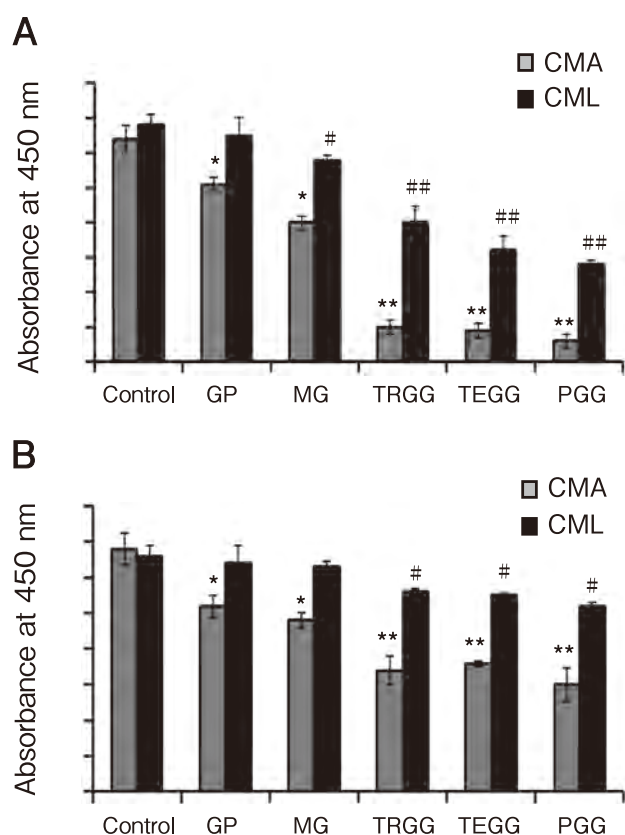 A
CMA
CML
Absorbance at 450 nm
* * # ** ## ** ## ** ##
Control GP MG TRGG TEGG PGG
B
CMA
CML
Absorbance at 450 nm
* * ** # ** # ** #
Control GP MG TRGG TEGG PGG